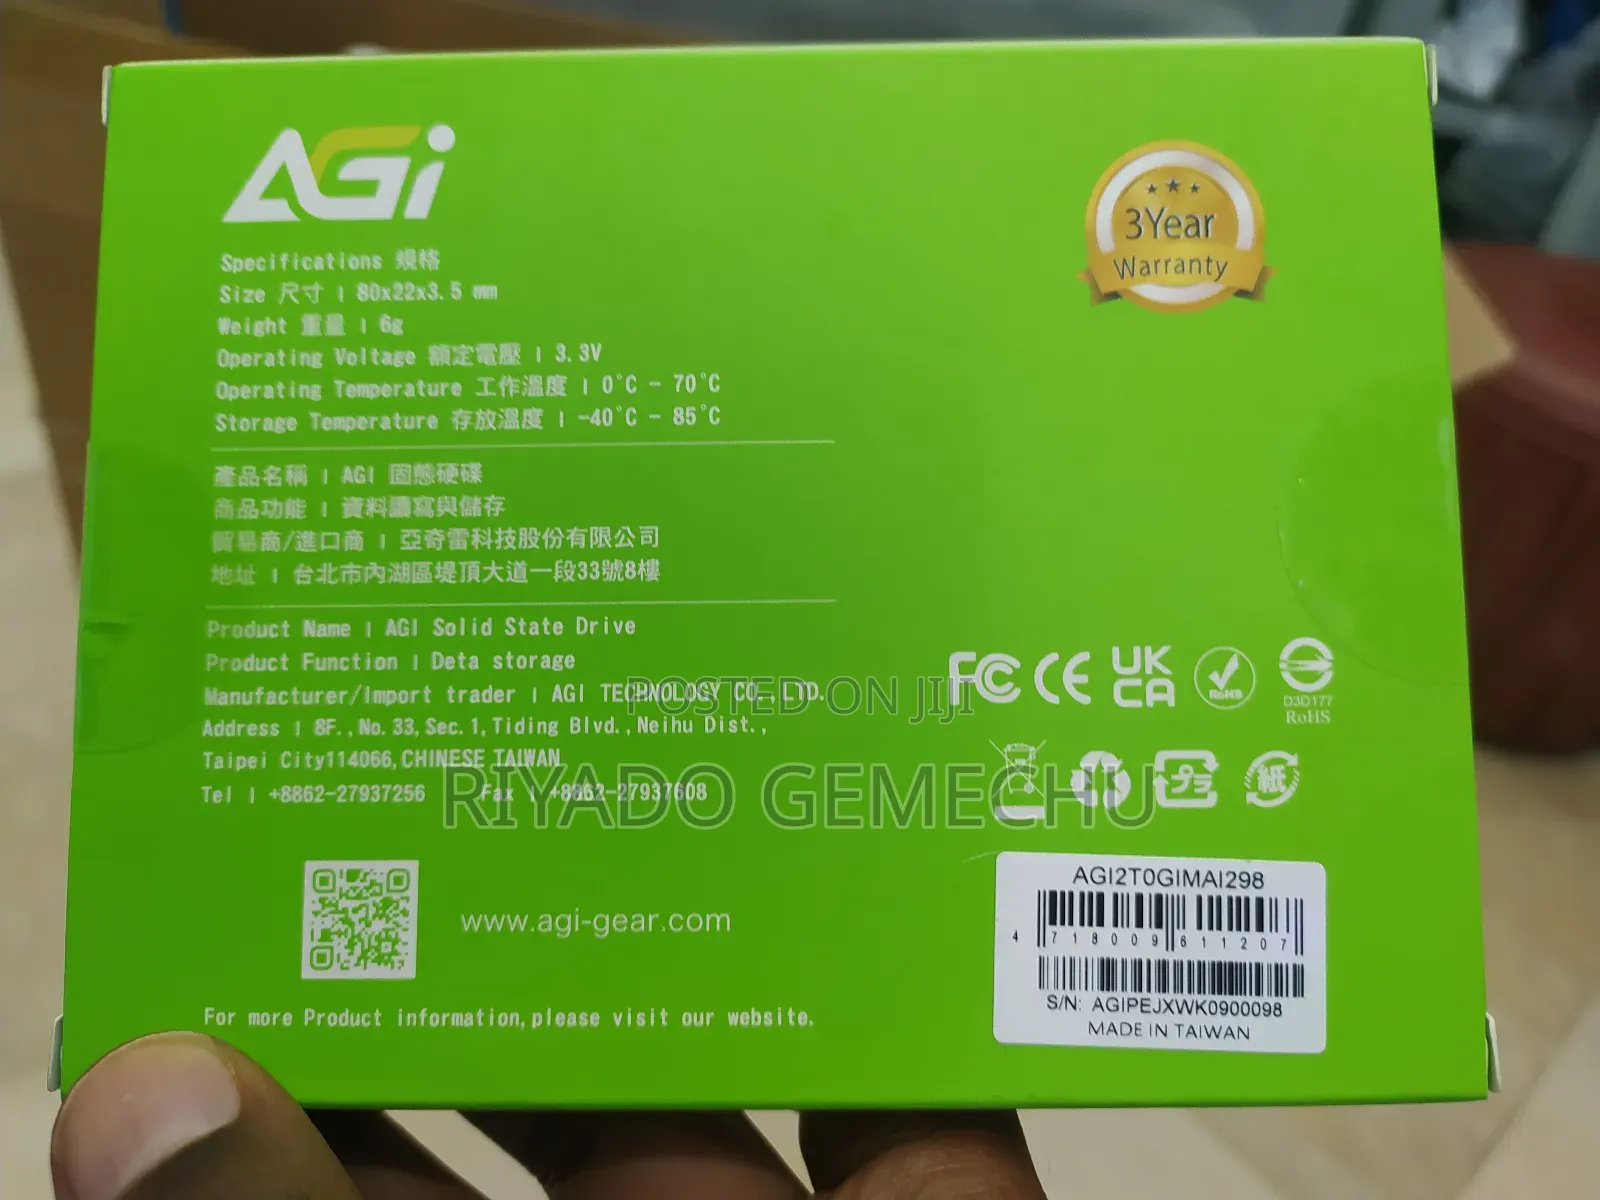 AGi
3Year
Warranty
Specifications 規格
Size 尺寸 | 80x22x3.5 mm
Weight 重量 | 6g
Operating Voltage 額定電壓 | 3.3V
Operating Temperature 工作溫度 | 0°C - 70°C
Storage Temperature 存放溫度 | -40°C - 85°C
產品名稱 | AGI 固態硬碟
商品功能 | 資料讀寫與儲存
貿易商/進口商 | 亞奇雷科技股份有限公司
地址 | 台北市內湖區堤頂大道一段33號8樓
Product Name | AGI Solid State Drive
Product Function | Deta storage
Manufacturer/Import trader | AGI TECHNOLOGY CO.,LTD.
Address | 8F.,No.33,Sec.1,Tiding Blvd.,Neihu Dist.,
Taipei City114066,CHINESE TAIWAN
Tel | +8862-27937256 Fax | +8862-27937608
POSTED ON JIJI
RIYADO GEMECHU
FC CE UK
CA
RoHS
D3D177
RoHS
プラ
紙
www.agi-gear.com
For more Product information,please visit our website.
AGI2T0GIMAI298
4 718009 611207
S/N: AGIPEJXWK0900098
MADE IN TAIWAN